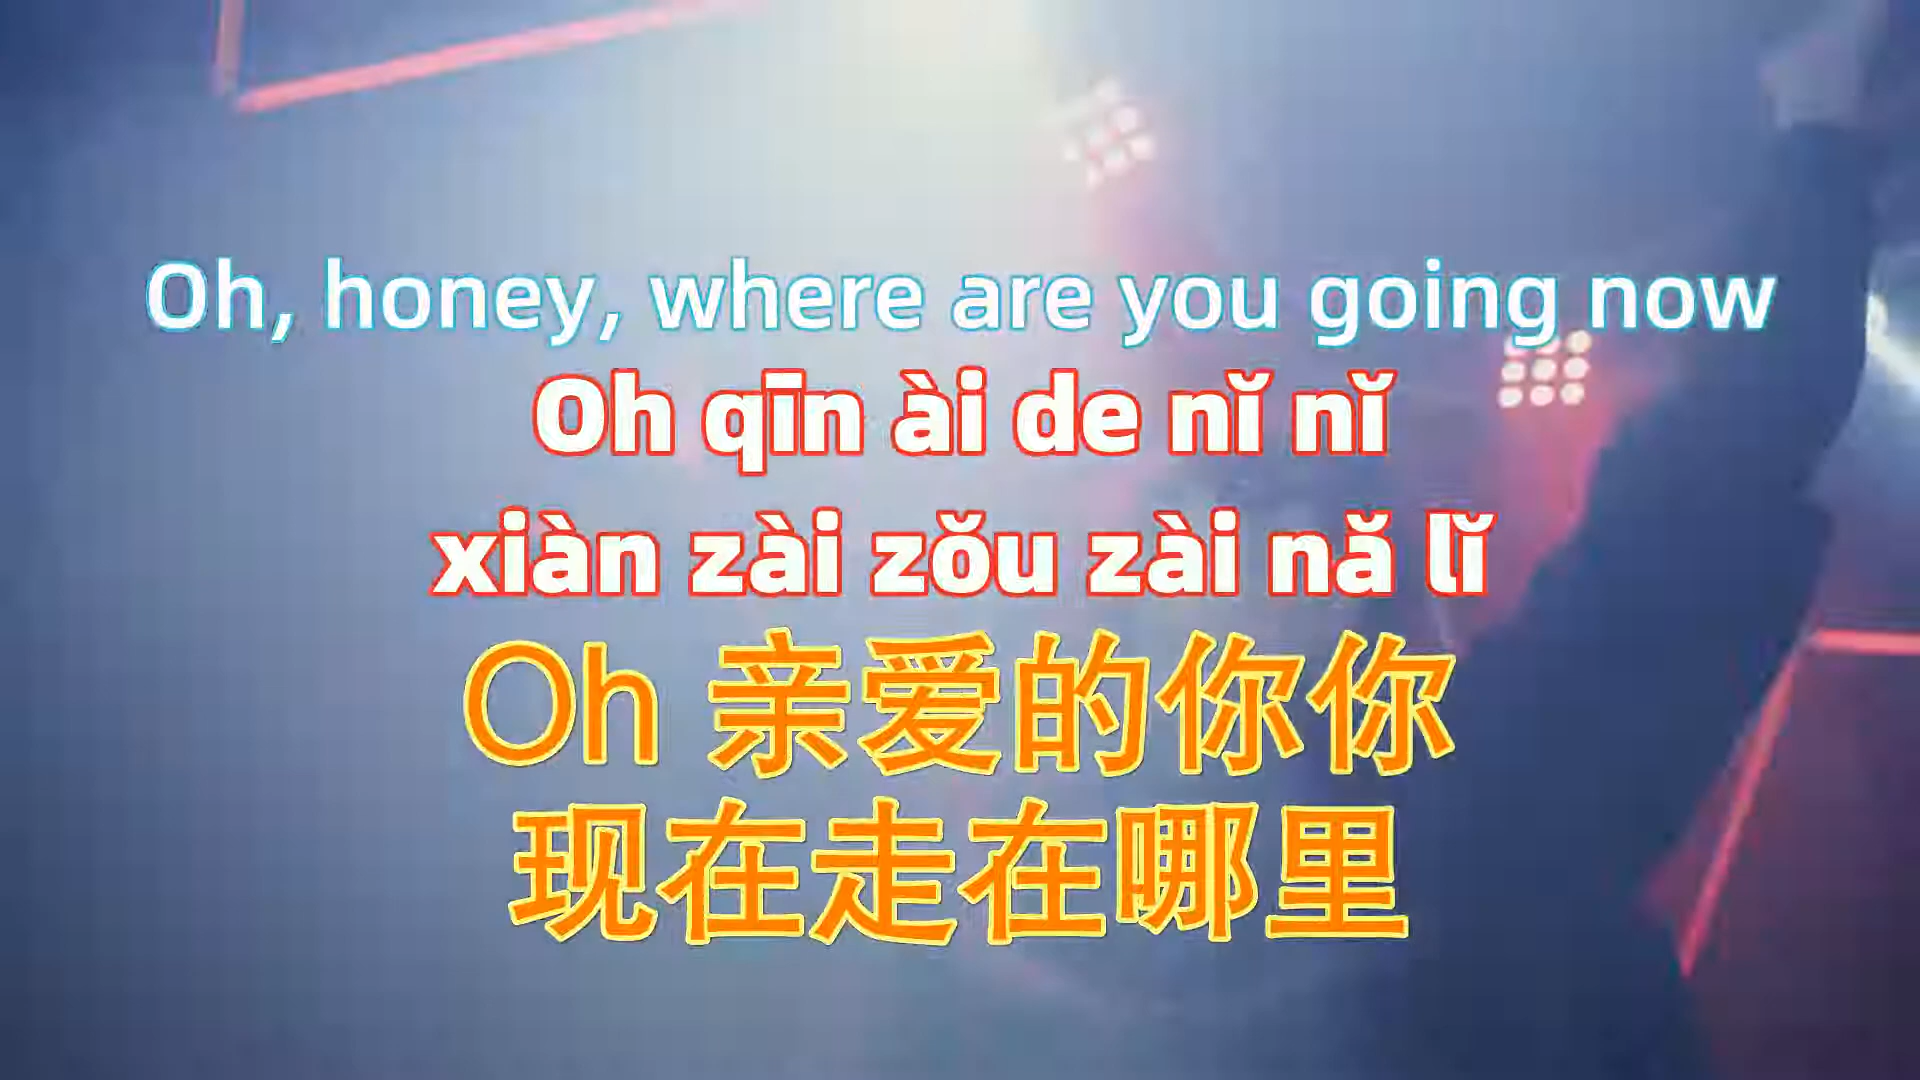 Oh, honey, where are you going now
Oh qīn ài de nǐ nǐ
xiàn zài zǒu zài nǎ lǐ
Oh 亲爱的你你
现在走在哪里